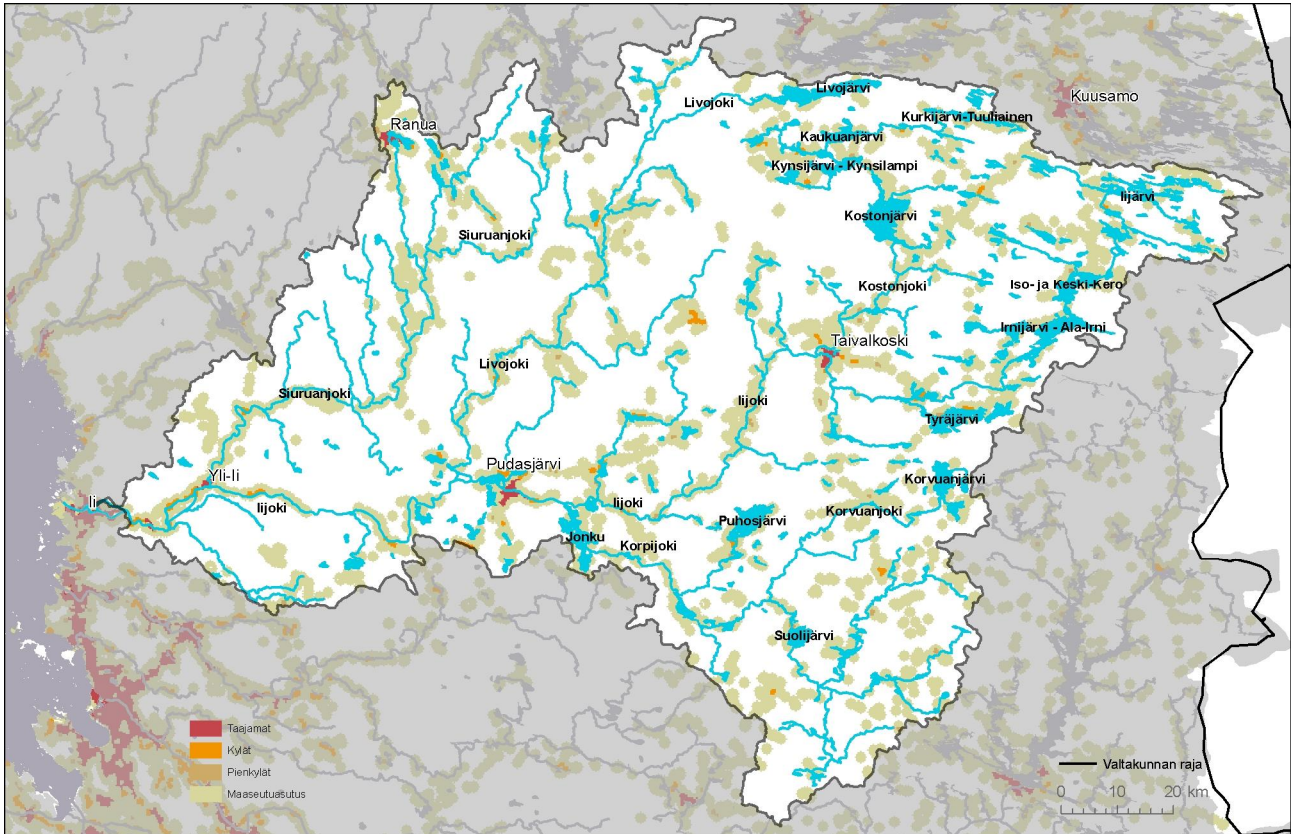 Livojärvi
Livojoki
Kuusamo
Kurkijärvi-Tuuliainen
Ranua
Kaukuanjärvi
Kynsijärvi - Kynsilampi
Iijärvi
Kostonjärvi
Siuruanjoki
Iso- ja Keski-Kero
Kostonjoki
Irnijärvi - Ala-Irni
Taivalkoski
Livojoki
Siuruanjoki
Iijoki
Tyräjärvi
Pudasjärvi
Yli-Ii
Korvuanjärvi
Ii
Iijoki
Iijoki
Puhosjärvi
Korvuanjoki
Jonku
Korpijoki
Suolijärvi
Taajamat
Kylät
Pienkylät
Maaseutuasutus
Valtakunnan raja
0 10 20 km